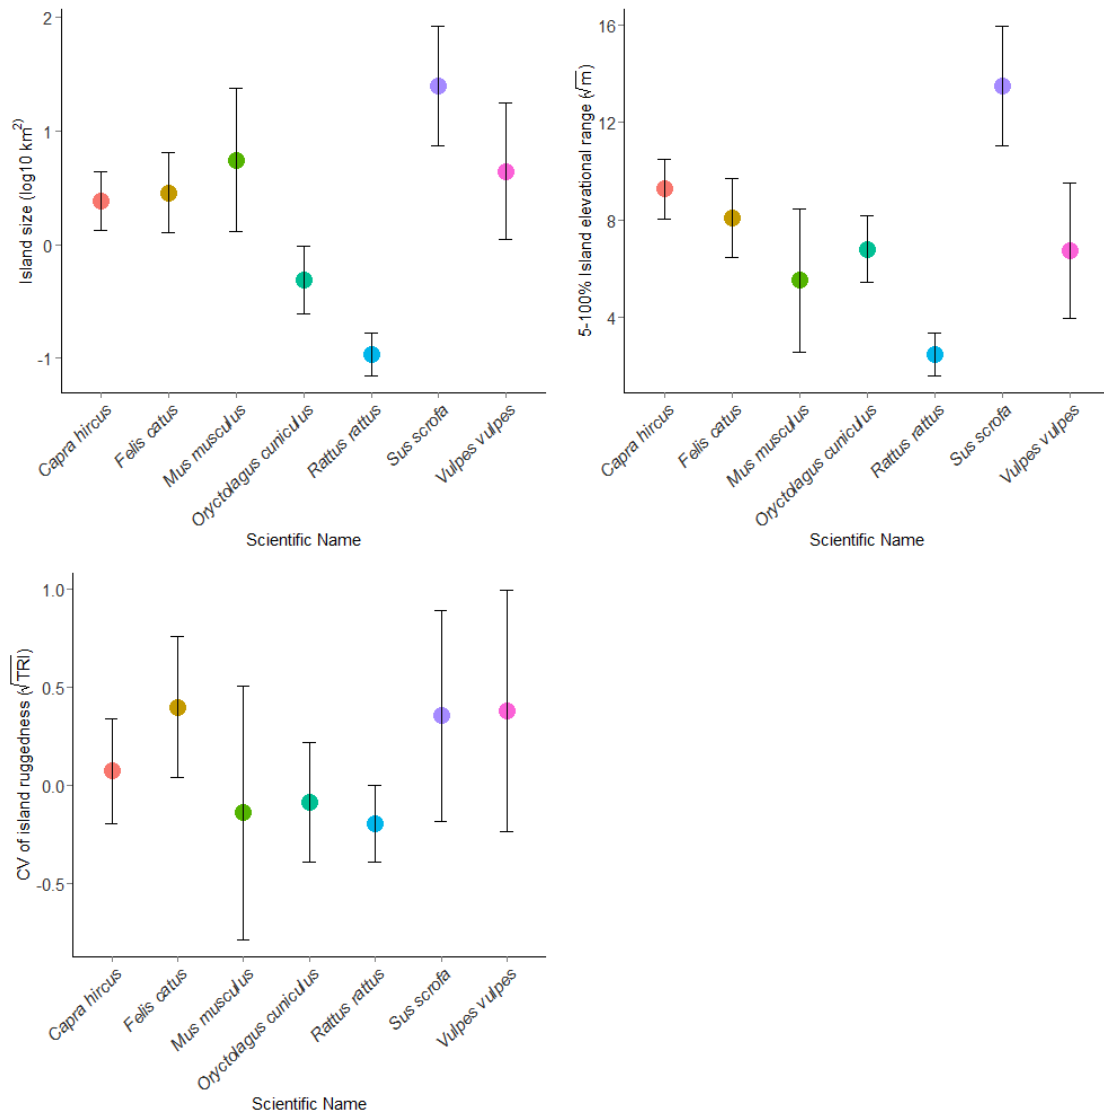 Island size (log10 km²)
2
1
0
-1
Capra hircus
Felis catus
Mus musculus
Oryctolagus cuniculus
Rattus rattus
Sus scrofa
Vulpes vulpes
Scientific Name
5-100% Island elevational range (√m)
16
12
8
4
Capra hircus
Felis catus
Mus musculus
Oryctolagus cuniculus
Rattus rattus
Sus scrofa
Vulpes vulpes
Scientific Name
CV of island ruggedness (√TRI)
1.0
0.5
0.0
-0.5
Capra hircus
Felis catus
Mus musculus
Oryctolagus cuniculus
Rattus rattus
Sus scrofa
Vulpes vulpes
Scientific Name